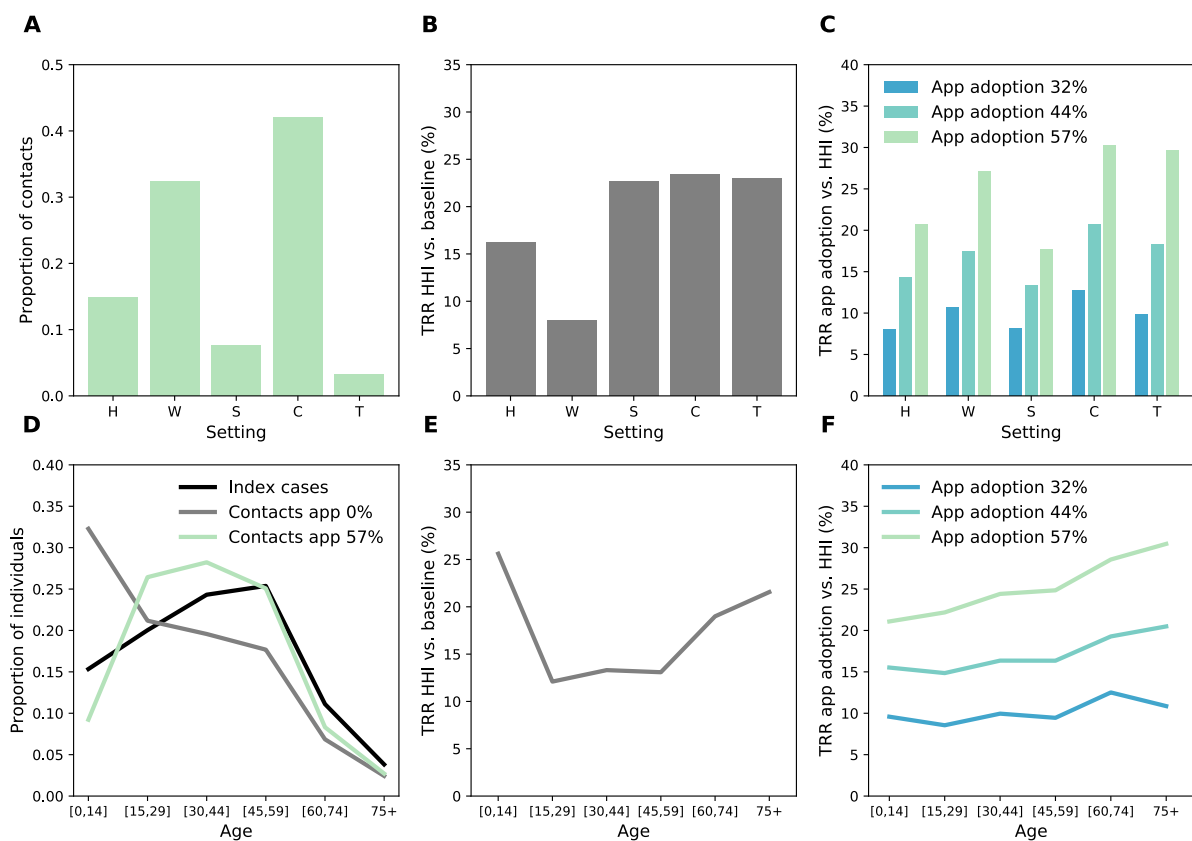 A
0.5
0.4
0.3
0.2
0.1
0.0
Proportion of contacts
H W S C T
Setting
B
35
30
25
20
15
10
5
0
TRR HHI vs. baseline (%)
H W S C T
Setting
C
40
35
30
25
20
15
10
5
0
TRR app adoption vs. HHI (%)
App adoption 32%
App adoption 44%
App adoption 57%
H W S C T
Setting
D
0.40
0.35
0.30
0.25
0.20
0.15
0.10
0.05
0.00
Proportion of individuals
Index cases
Contacts app 0%
Contacts app 57%
[0,14] [15,29] [30,44] [45,59] [60,74] 75+
Age
E
35
30
25
20
15
10
5
0
TRR HHI vs. baseline (%)
[0,14] [15,29] [30,44] [45,59] [60,74] 75+
Age
F
40
35
30
25
20
15
10
5
0
TRR app adoption vs. HHI (%)
App adoption 32%
App adoption 44%
App adoption 57%
[0,14] [15,29] [30,44] [45,59] [60,74] 75+
Age